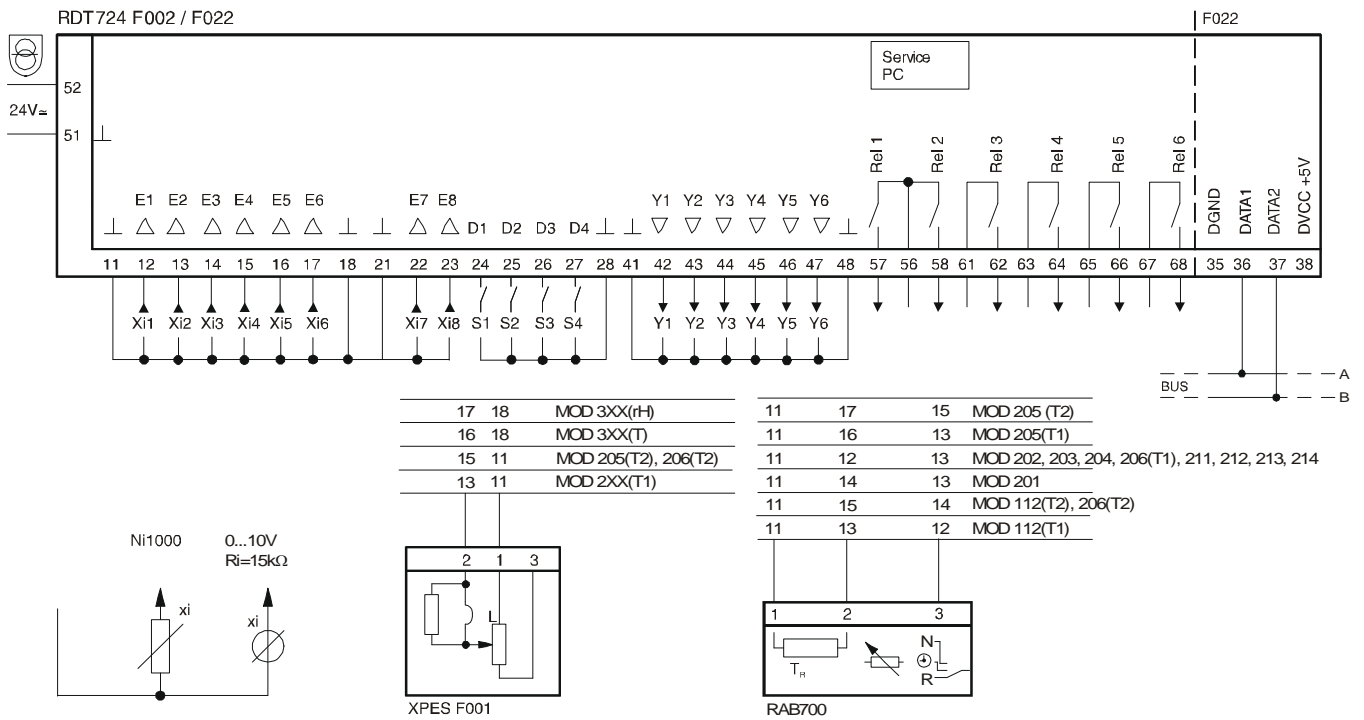 RDT724 F002 / F022
F022
Service
PC
52
24V≂
51
Rel 1
Rel 2
Rel 3
Rel 4
Rel 5
Rel 6
DGND
DATA1
DATA2
DVCC +5V
E1 E2 E3 E4 E5 E6 E7 E8 D1 D2 D3 D4 Y1 Y2 Y3 Y4 Y5 Y6
11 12 13 14 15 16 17 18 21 22 23 24 25 26 27 28 41 42 43 44 45 46 47 48 57 56 58 61 62 63 64 65 66 67 68 35 36 37 38
Xi1 Xi2 Xi3 Xi4 Xi5 Xi6 Xi7 Xi8 S1 S2 S3 S4 Y1 Y2 Y3 Y4 Y5 Y6
A
BUS
B
17 18 MOD 3XX(rH)
16 18 MOD 3XX(T)
15 11 MOD 205(T2), 206(T2)
13 11 MOD 2XX(T1)
11 17 15 MOD 205 (T2)
11 16 13 MOD 205(T1)
11 12 13 MOD 202, 203, 204, 206(T1), 211, 212, 213, 214
11 14 13 MOD 201
11 15 14 MOD 112(T2), 206(T2)
11 13 12 MOD 112(T1)
Ni1000
0...10V
Ri=15kΩ
xi
xi
2 1 3
L
XPES F001
1 2 3
TR
N
R
RAB700